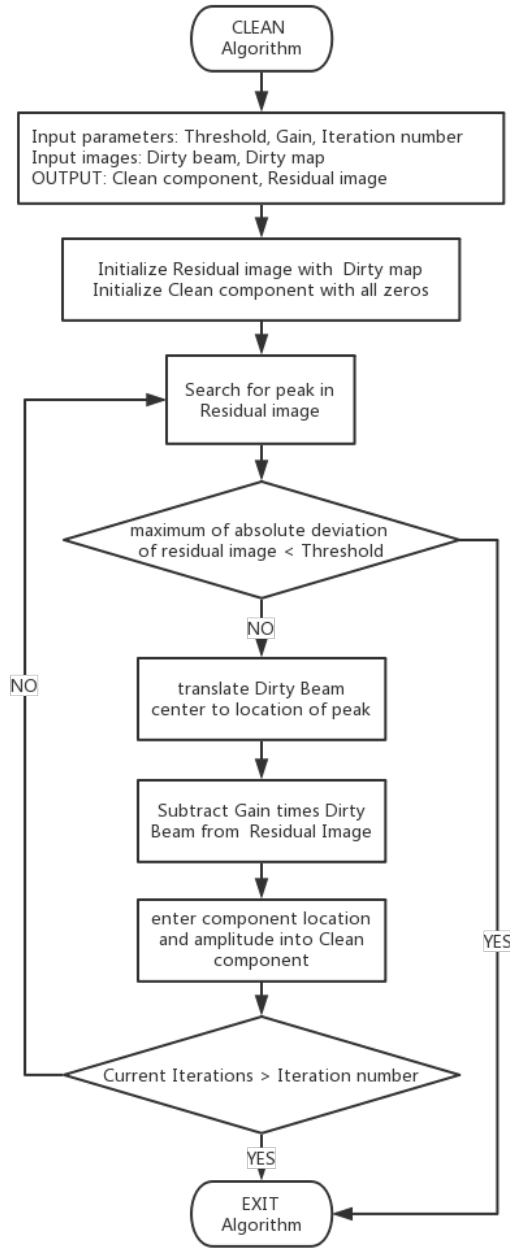 CLEAN
Algorithm
Input parameters: Threshold, Gain, Iteration number
Input images: Dirty beam, Dirty map
OUTPUT: Clean component, Residual image
Initialize Residual image with Dirty map
Initialize Clean component with all zeros
Search for peak in
Residual image
maximum of absolute deviation
of residual image < Threshold
NO
translate Dirty Beam
center to location of peak
NO
Subtract Gain times Dirty
Beam from Residual Image
enter component location
and amplitude into Clean
component
YES
Current Iterations > Iteration number
YES
EXIT
Algorithm